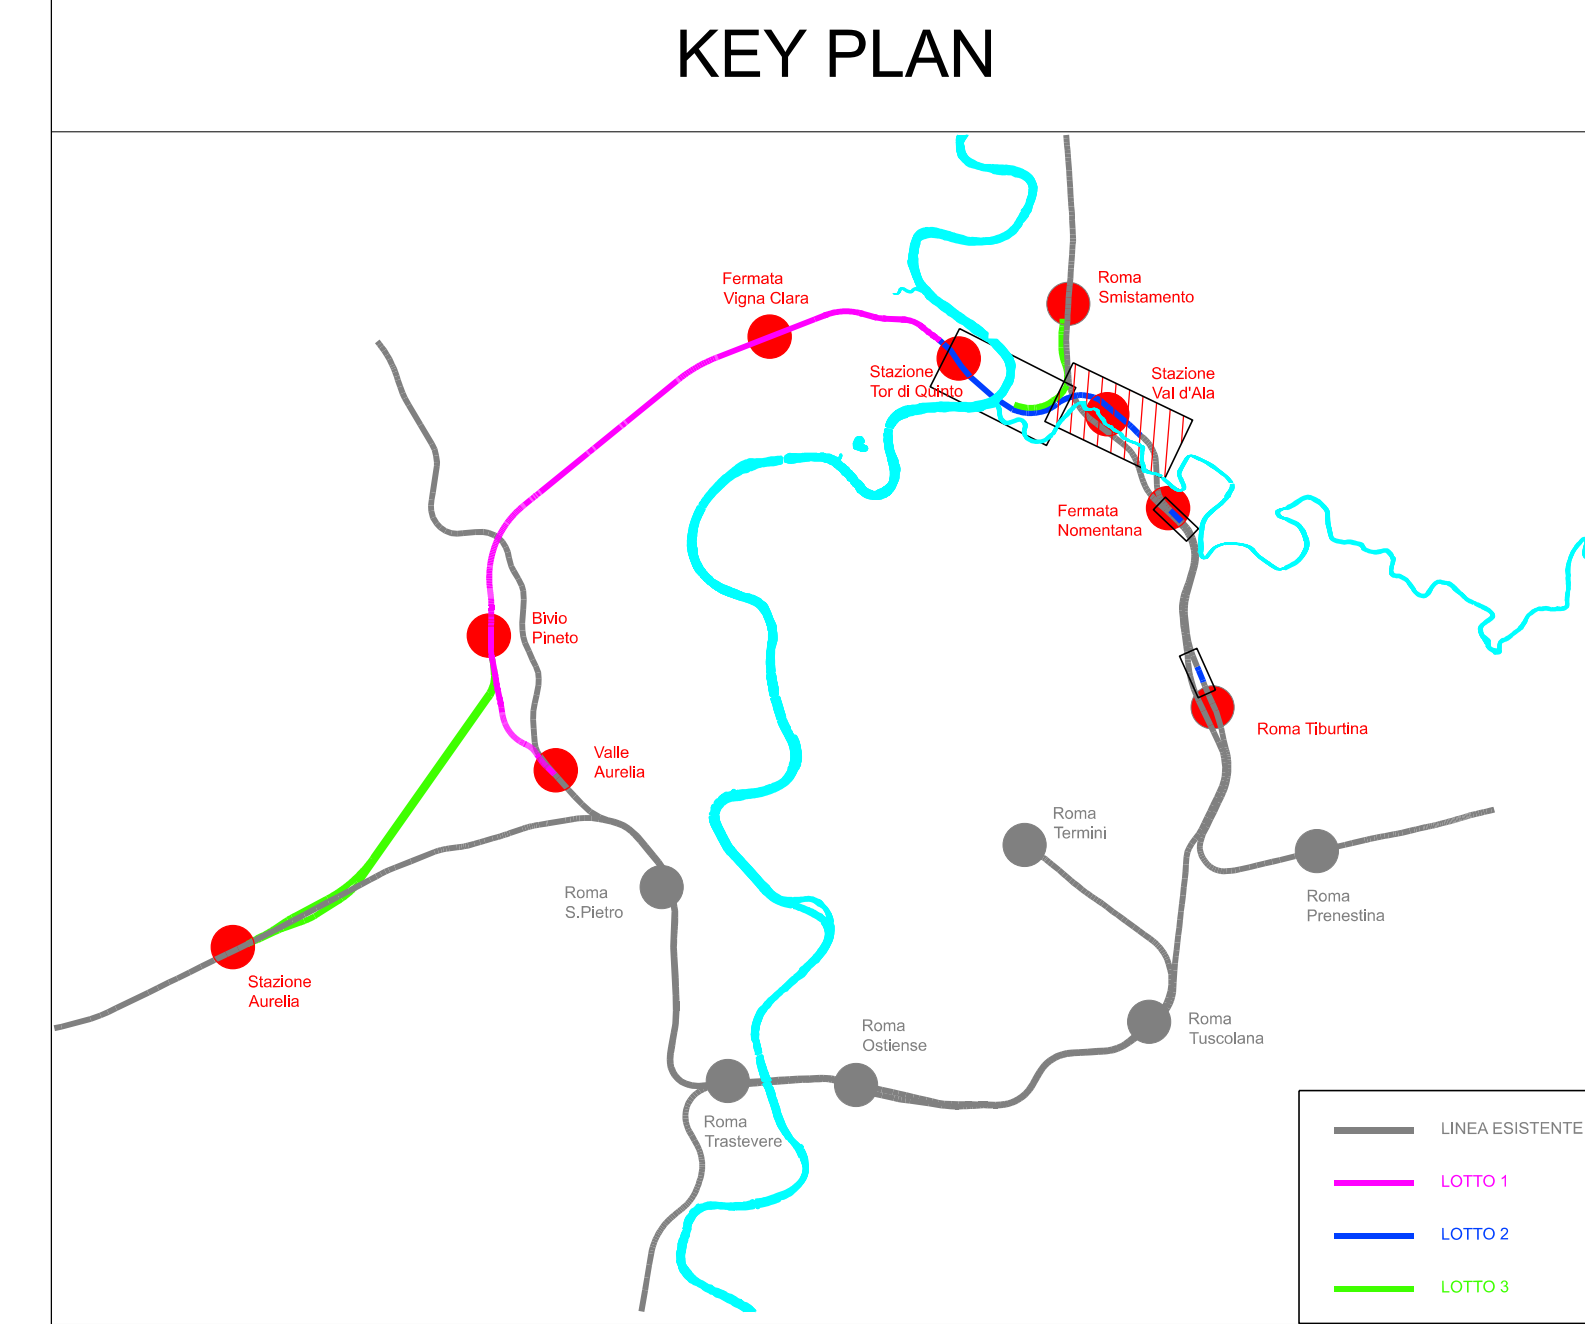 KEY PLAN
Fermata
Vigna Clara
Roma
Smistamento
Stazione
Tor di Quinto
Stazione
Val d'Ala
Fermata
Nomentana
Bivio
Pineto
Roma Tiburtina
Valle
Aurelia
Roma
Termini
Roma
S.Pietro
Roma
Prenestina
Stazione
Aurelia
Roma
Ostiense
Roma
Tuscolana
Roma
Trastevere
LINEA ESISTENTE
LOTTO 1
LOTTO 2
LOTTO 3